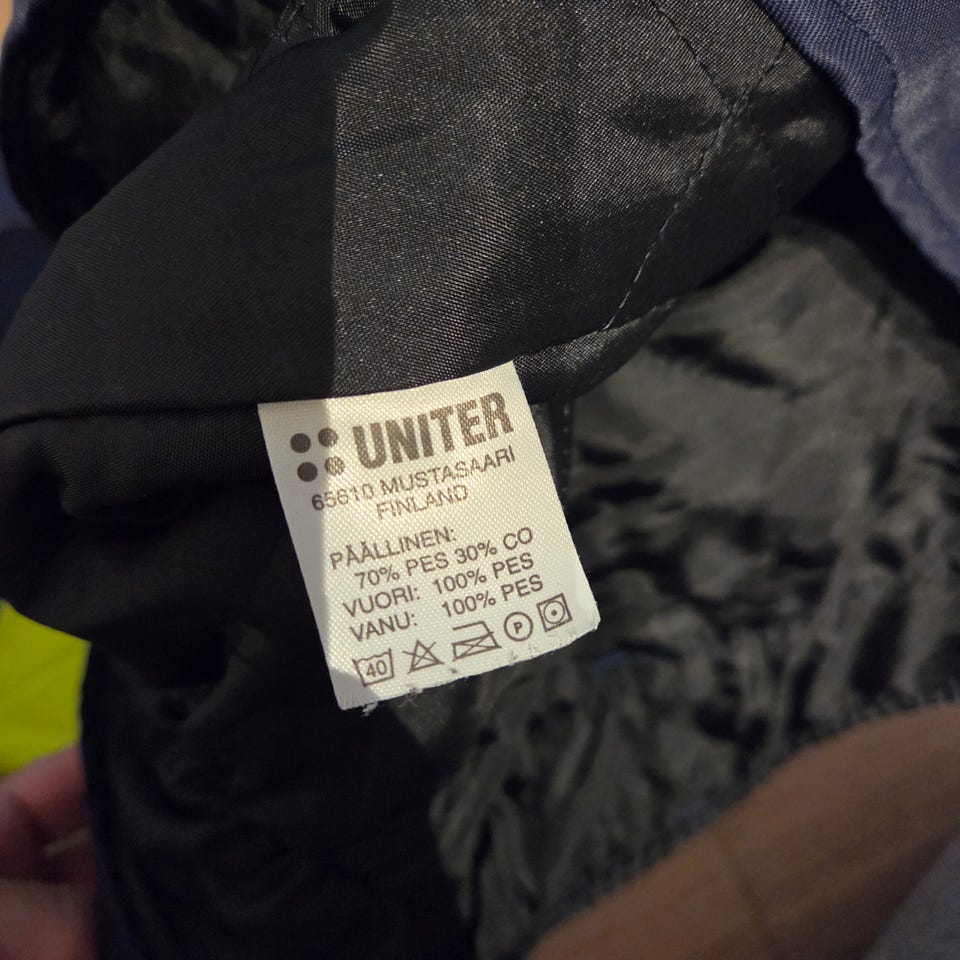 UNITER
65610 MUSTASAARI
FINLAND
PÄÄLLINEN:
70% PES 30% CO
VUORI: 100% PES
VANU: 100% PES
40 P